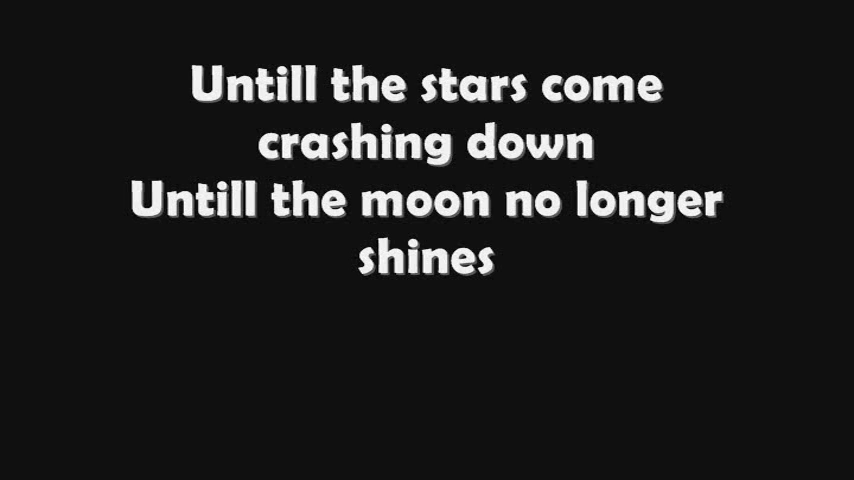 Untill the stars come
crashing down
Untill the moon no longer
shines